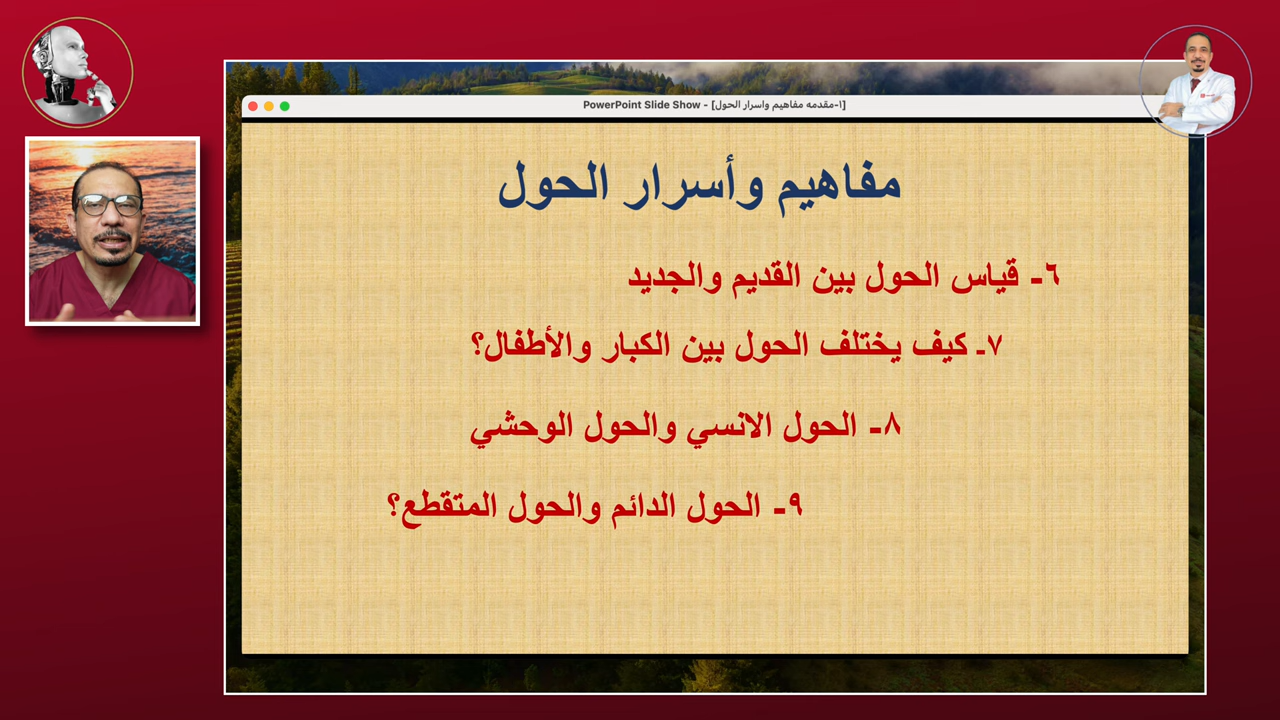 PowerPoint Slide Show - [١-مقدمه مفاهيم واسرار الحول]
مفاهيم وأسرار الحول
٦- قياس الحول بين القديم والجديد
٧- كيف يختلف الحول بين الكبار والأطفال؟
٨- الحول الانسي والحول الوحشي
٩- الحول الدائم والحول المتقطع؟